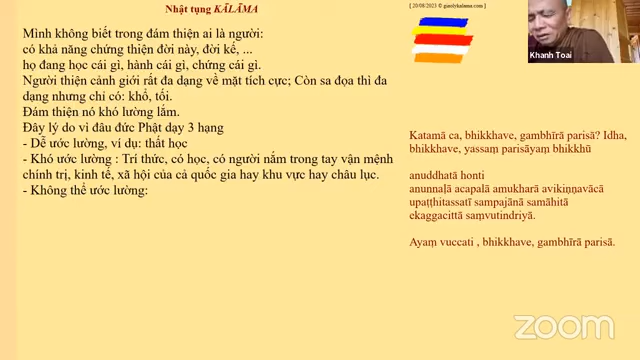 Nhật tụng KĀLĀMA
[ 20/08/2023 © giaolykalama.com ]
Mình không biết trong đám thiện ai là người:
có khả năng chứng thiện đời này, đời kế, ...
họ đang học cái gì, hành cái gì, chứng cái gì.
Người thiện cảnh giới rất đa dạng về mặt tích cực; Còn sa đọa thì đa
dạng nhưng chỉ có: khổ, tối.
Đám thiện nó khó lường lắm.
Đây lý do vì đâu đức Phật dạy 3 hạng
- Dễ ước lường, ví dụ: thất học
- Khó ước lường : Trí thức, có học, có người nắm trong tay vận mệnh
chính trị, kinh tế, xã hội của cả quốc gia hay khu vực hay châu lục.
- Không thể ước lường:
Khanh Toai
Katamā ca, bhikkhave, gambhīrā parisā? Idha,
bhikkhave, yassaṃ parisāyaṃ bhikkhū
anuddhatā honti
anunnaḷā acapalā amukharā avikiṇṇavācā
upaṭṭhitassatī sampajānā samāhitā
ekaggacittā saṃvutindriyā.
Ayaṃ vuccati , bhikkhave, gambhīrā parisā.
zoom